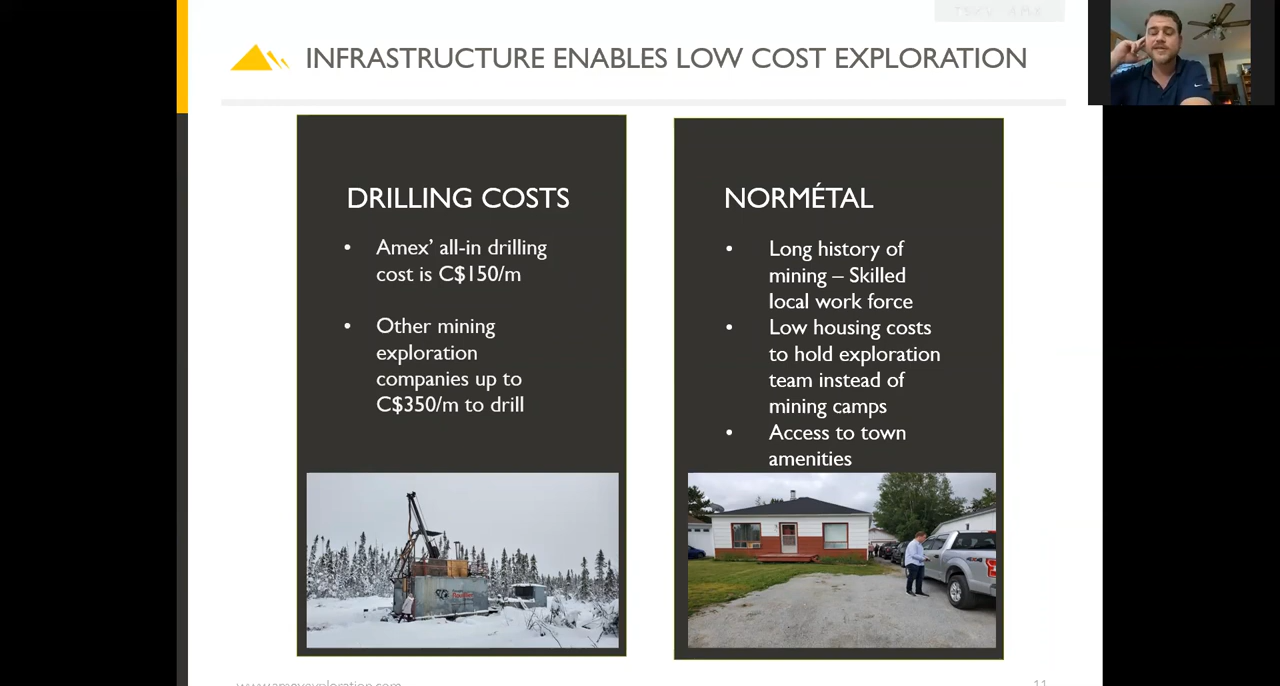 INFRASTRUCTURE ENABLES LOW COST EXPLORATION
DRILLING COSTS
• Amex’ all-in drilling
cost is C$150/m
• Other mining
exploration
companies up to
C$350/m to drill
NORMÉTAL
• Long history of
mining – Skilled
local work force
• Low housing costs
to hold exploration
team instead of
mining camps
• Access to town
amenities
www.amexexploration.com
11